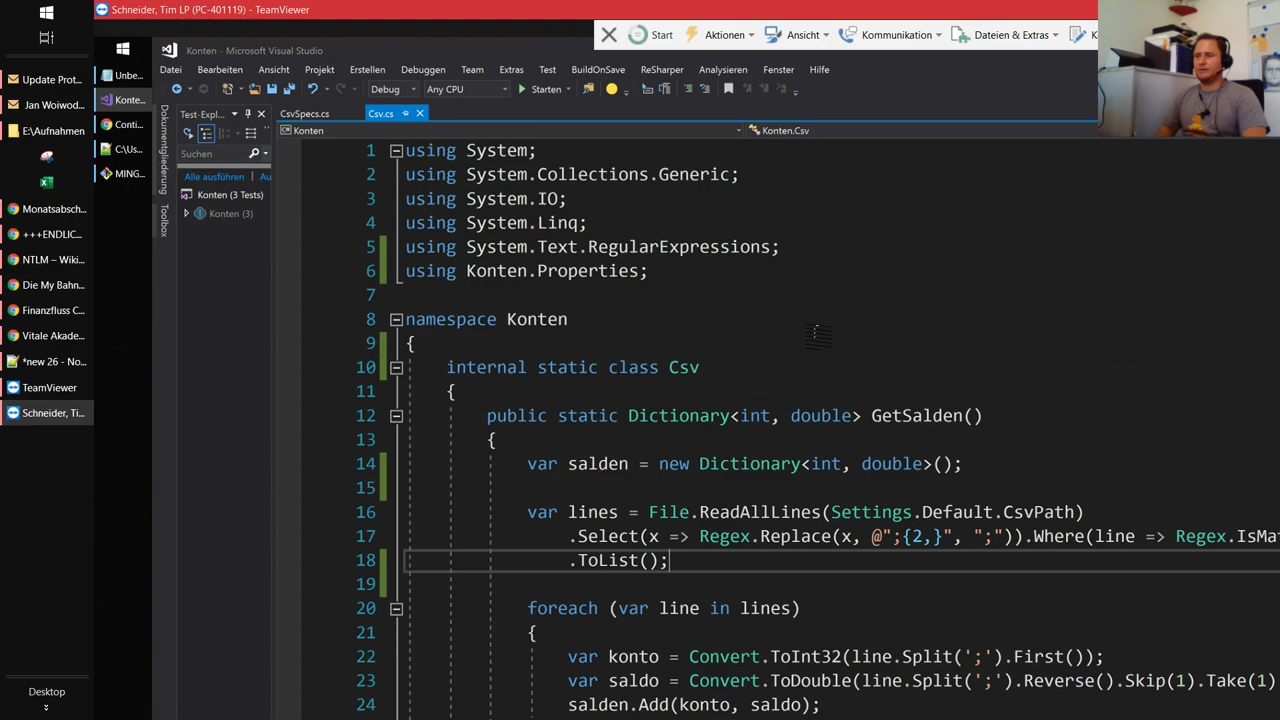 Schneider, Tim LP (PC-401119) - TeamViewer
Start
Aktionen
Ansicht
Kommunikation
Dateien & Extras
K
Update Prot...
Jan Woiwod...
E:\Aufnahmen
Monatsabsch...
+++ENDLIC...
NTLM – Wiki...
Die My Bahn...
Finanzfluss C...
Vitale Akade...
*new 26 - No...
TeamViewer
Schneider, Ti...
Desktop
Unbe...
Konte...
Conti...
C:\Us...
MING...
Konten - Microsoft Visual Studio
Datei Bearbeiten Ansicht Projekt Erstellen Debuggen Team Extras Test BuildOnSave ReSharper Analysieren Fenster Hilfe
Debug Any CPU Starten
Dokumentgliederung
Toolbox
Test-Expl...
Suchen
Alle ausführen Au
Konten (3 Tests)
Konten (3)
CsvSpecs.cs Csv.cs
Konten Konten.Csv
1 using System;
2 using System.Collections.Generic;
3 using System.IO;
4 using System.Linq;
5 using System.Text.RegularExpressions;
6 using Konten.Properties;
7
8 namespace Konten
9 {
10 internal static class Csv
11 {
12 public static Dictionary<int, double> GetSalden()
13 {
14 var salden = new Dictionary<int, double>();
15
16 var lines = File.ReadAllLines(Settings.Default.CsvPath)
17 .Select(x => Regex.Replace(x, @";{2,}", ";")).Where(line => Regex.IsMat
18 .ToList();
19
20 foreach (var line in lines)
21 {
22 var konto = Convert.ToInt32(line.Split(';').First());
23 var saldo = Convert.ToDouble(line.Split(';').Reverse().Skip(1).Take(1)
24 salden.Add(konto, saldo);